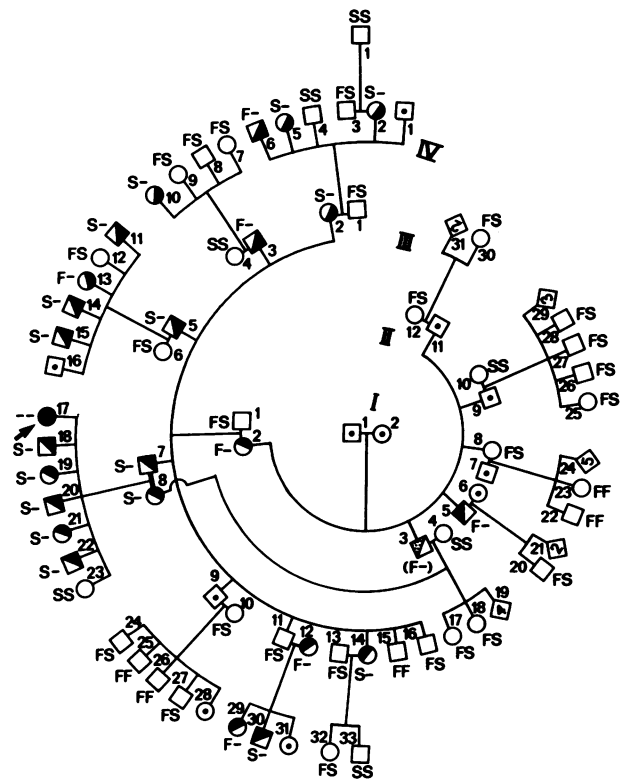 SS
1
F- S- SS FS S-
6 5 4 3 2 1
IV
FS FS FS
S- 10 9 8 7
S- FS
2 1
III
F-
SS 4 3
S- 11
FS 12
F- 13
S- 14
S- 15
16
S- 5
FS 6
31 FS 30
FS 12 11
II
3
29 FS
28 FS
27 FS
26 FS
25 FS
10 SS
9
I
FS 1
F- 2
1 2
-- 17
S- 18
S- 19
S- 20
S- 21
S- 22
SS 23
S- 7
S- 8
8 FS
7
6
5 F-
4 SS
3 (F-)
24 5
23 FF
22 FF
21 2
20 FS
19 4
18 FS
17 FS
9
10 FS
11 FS
12 F-
13 FS
14 S-
15 FF
16 FS
24 FS
25 FF
26 FF
27 FS
28
29 F-
30 S-
31
32 FS
33 SS